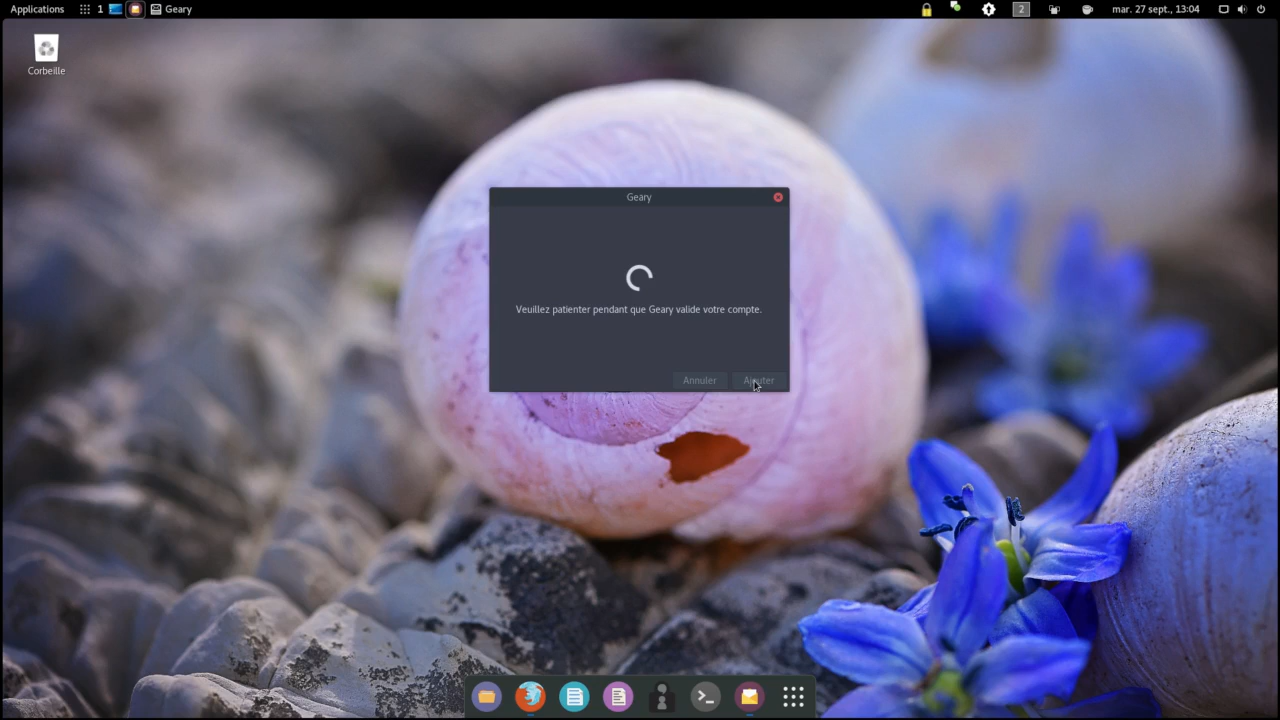 Applications
1
Geary
2
mar. 27 sept., 13:04
Corbeille
Geary
Veuillez patienter pendant que Geary valide votre compte.
Annuler
Ajouter